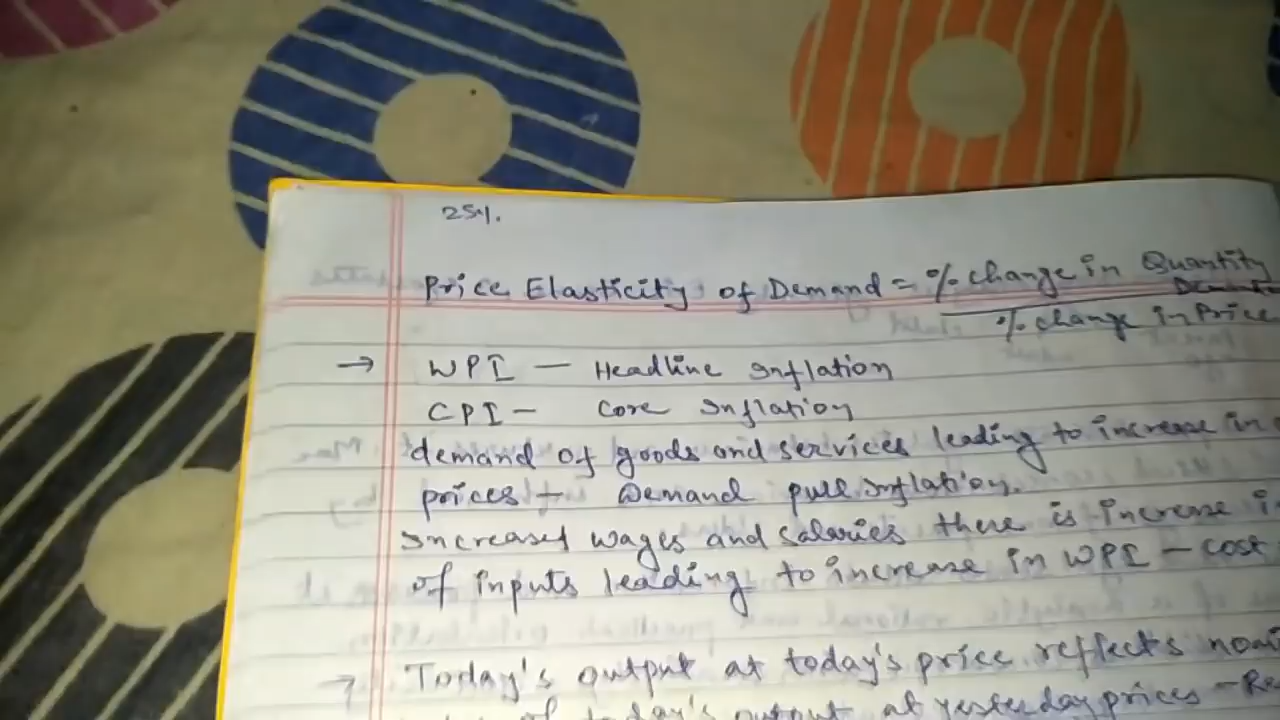 25%.
Price Elasticity of Demand = % change in Quantity
% change in Price
→ WPI — Headline Inflation
CPI — Core Inflation
demand of goods and services leading to increase in
prices — Demand pull Inflation.
Increased wages and salaries there is increase i
of inputs leading to increase in WPI — Cost
→ Today's output at today's price reflects nomi
of today's output at yesterday prices — Re